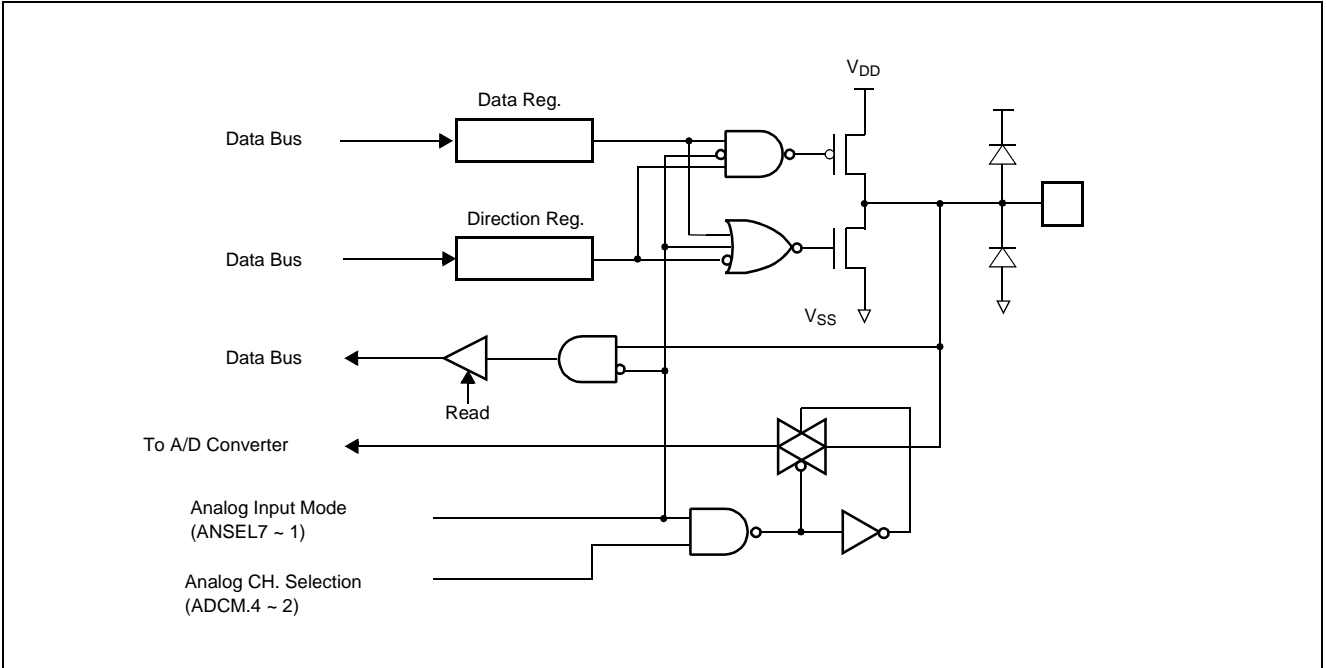 V_DD
Data Reg.
Data Bus
Direction Reg.
Data Bus
V_SS
Data Bus
Read
To A/D Converter
Analog Input Mode
(ANSEL7 ~ 1)
Analog CH. Selection
(ADCM.4 ~ 2)